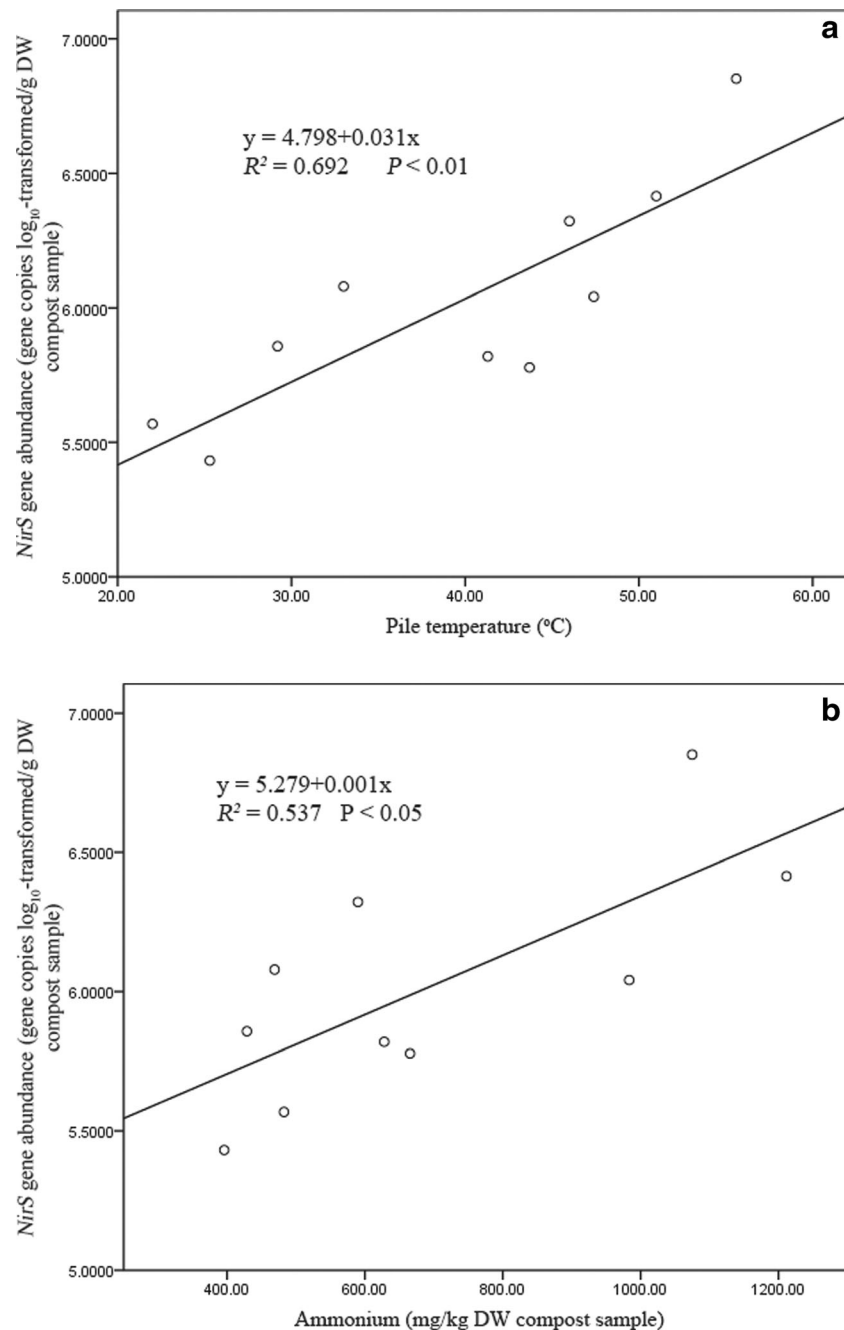 a
NirS gene abundance (gene copies log₁₀-transformed/g DW
compost sample)
7.0000
6.5000
6.0000
5.5000
5.0000
y = 4.798+0.031x
R² = 0.692 P < 0.01
20.00 30.00 40.00 50.00 60.00
Pile temperature (⁰C)
b
NirS gene abundance (gene copies log₁₀-transformed/g DW
compost sample)
7.0000
6.5000
6.0000
5.5000
5.0000
y = 5.279+0.001x
R² = 0.537 P < 0.05
400.00 600.00 800.00 1000.00 1200.00
Ammonium (mg/kg DW compost sample)